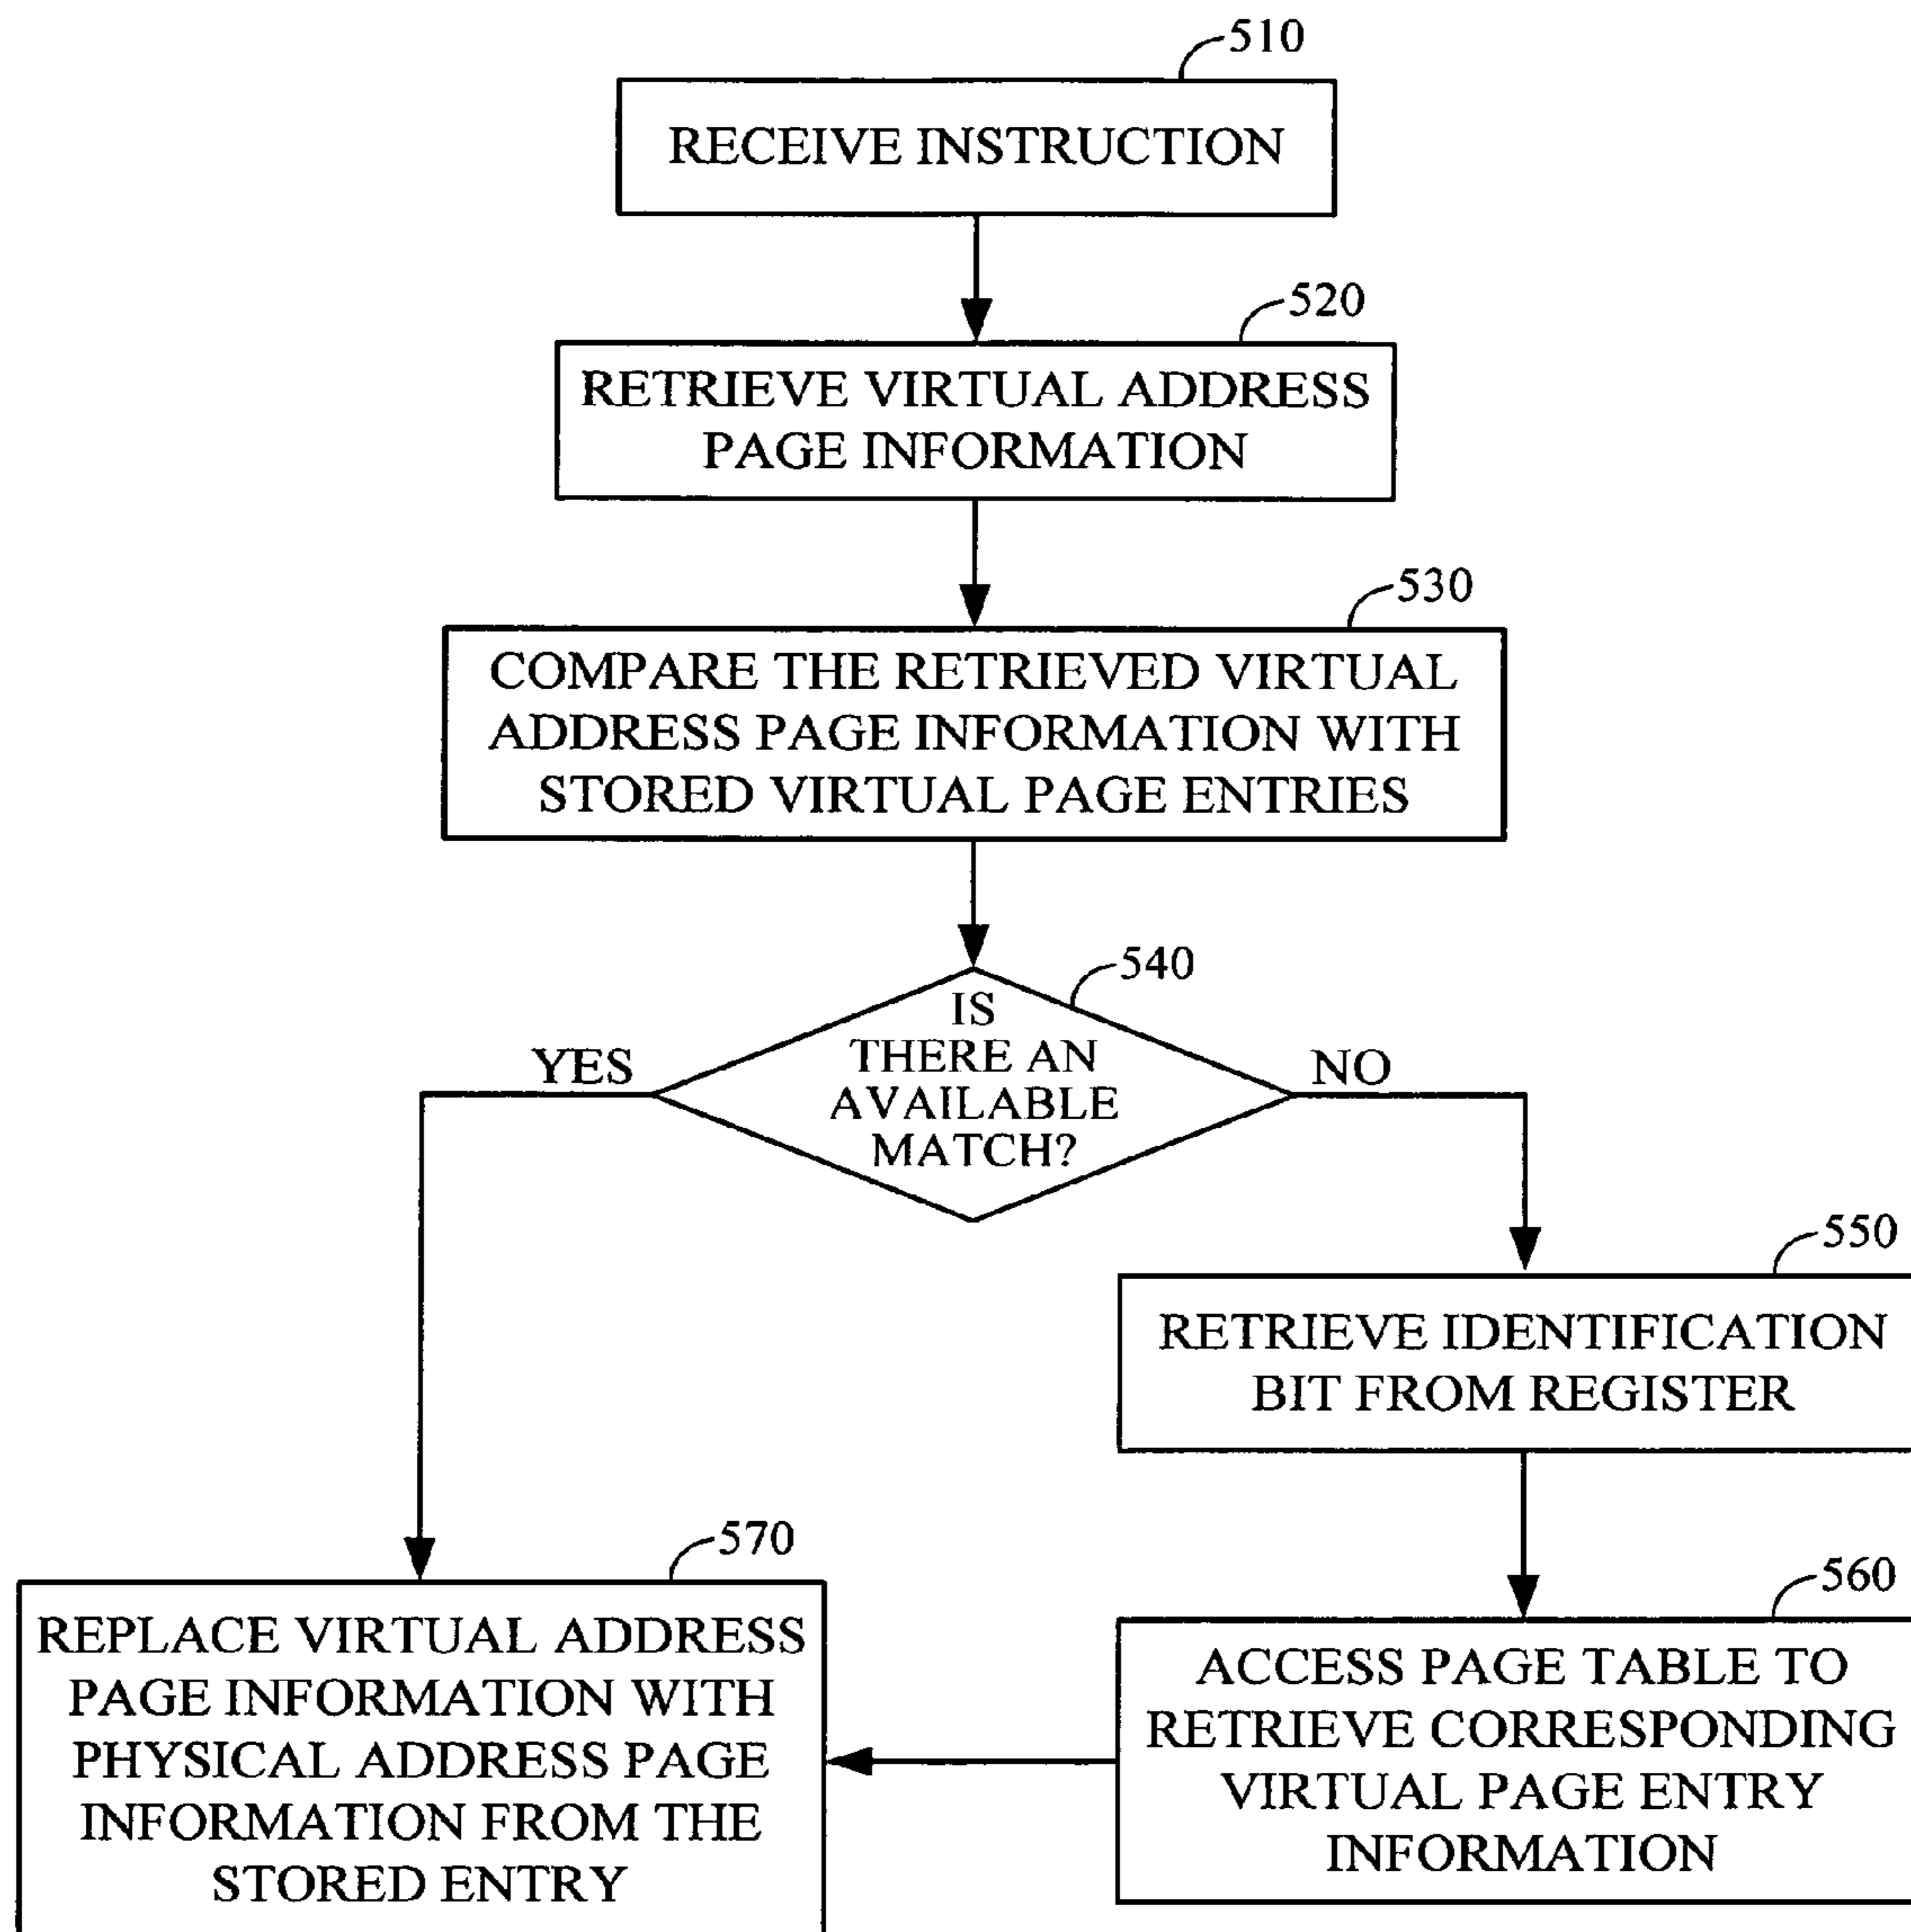 510
RECEIVE INSTRUCTION
520
RETRIEVE VIRTUAL ADDRESS
PAGE INFORMATION
530
COMPARE THE RETRIEVED VIRTUAL
ADDRESS PAGE INFORMATION WITH
STORED VIRTUAL PAGE ENTRIES
540
IS
THERE AN
AVAILABLE
MATCH?
YES
NO
550
RETRIEVE IDENTIFICATION
BIT FROM REGISTER
560
ACCESS PAGE TABLE TO
RETRIEVE CORRESPONDING
VIRTUAL PAGE ENTRY
INFORMATION
570
REPLACE VIRTUAL ADDRESS
PAGE INFORMATION WITH
PHYSICAL ADDRESS PAGE
INFORMATION FROM THE
STORED ENTRY